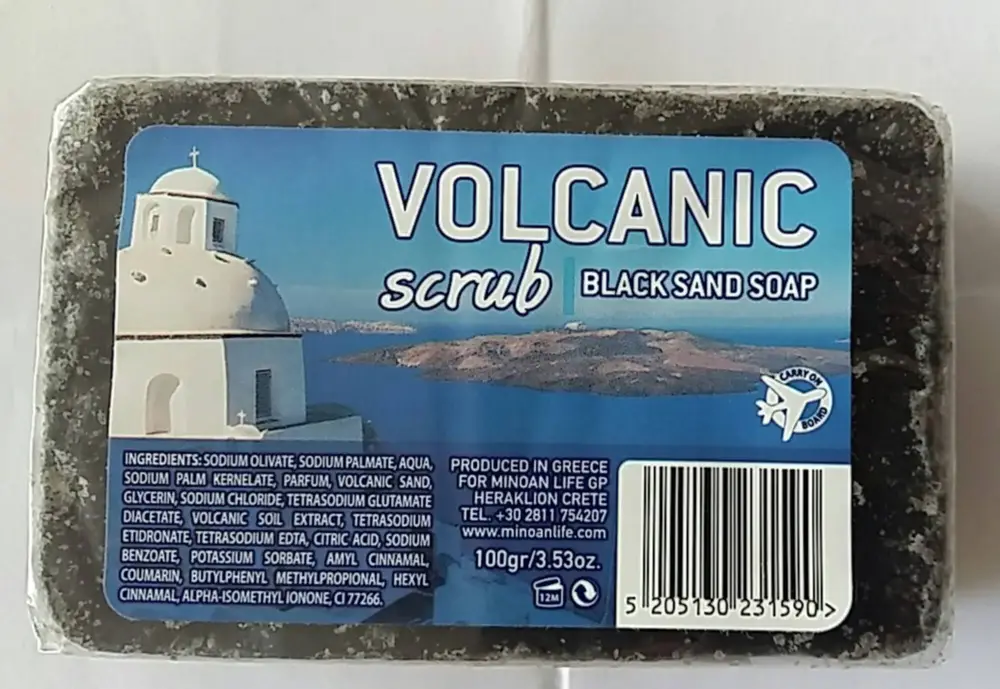 VOLCANIC
scrub
BLACK SAND SOAP
CARRY ON
BOARD
INGREDIENTS: SODIUM OLIVATE, SODIUM PALMATE, AQUA,
SODIUM PALM KERNELATE, PARFUM, VOLCANIC SAND,
GLYCERIN, SODIUM CHLORIDE, TETRASODIUM GLUTAMATE
DIACETATE, VOLCANIC SOIL EXTRACT, TETRASODIUM
ETIDRONATE, TETRASODIUM EDTA, CITRIC ACID, SODIUM
BENZOATE, POTASSIUM SORBATE, AMYL CINNAMAL,
COUMARIN, BUTYLPHENYL METHYLPROPIONAL, HEXYL
CINNAMAL, ALPHA-ISOMETHYL IONONE, CI 77266.
PRODUCED IN GREECE
FOR MINOAN LIFE GP
HERAKLION CRETE
TEL. +30 2811 754207
www.minoanlife.com
100gr/3.53oz.
12M
5 205130 231590 >